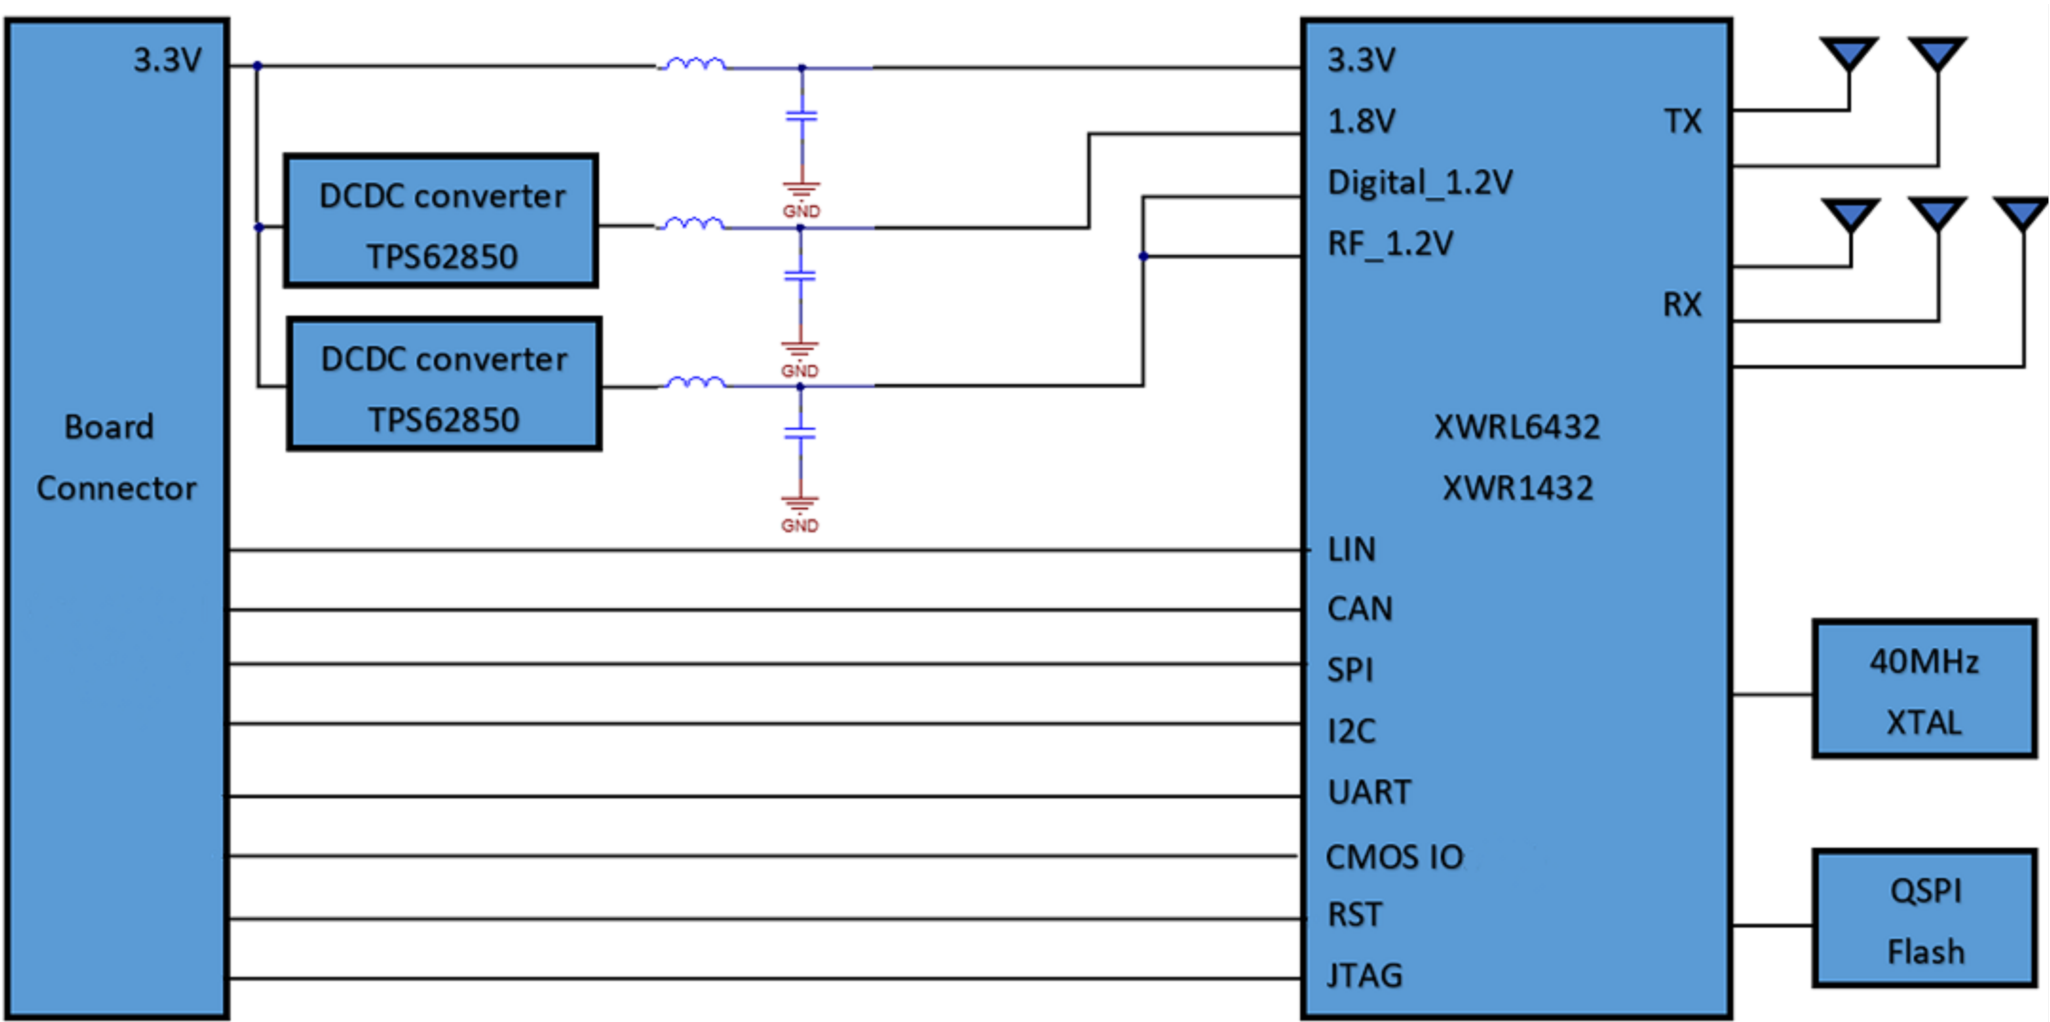 3.3V
Board
Connector
DCDC converter
TPS62850
DCDC converter
TPS62850
GND
GND
GND
3.3V
1.8V
Digital_1.2V
RF_1.2V
TX
RX
XWRL6432
XWR1432
LIN
CAN
SPI
I2C
UART
CMOS IO
RST
JTAG
40MHz
XTAL
QSPI
Flash